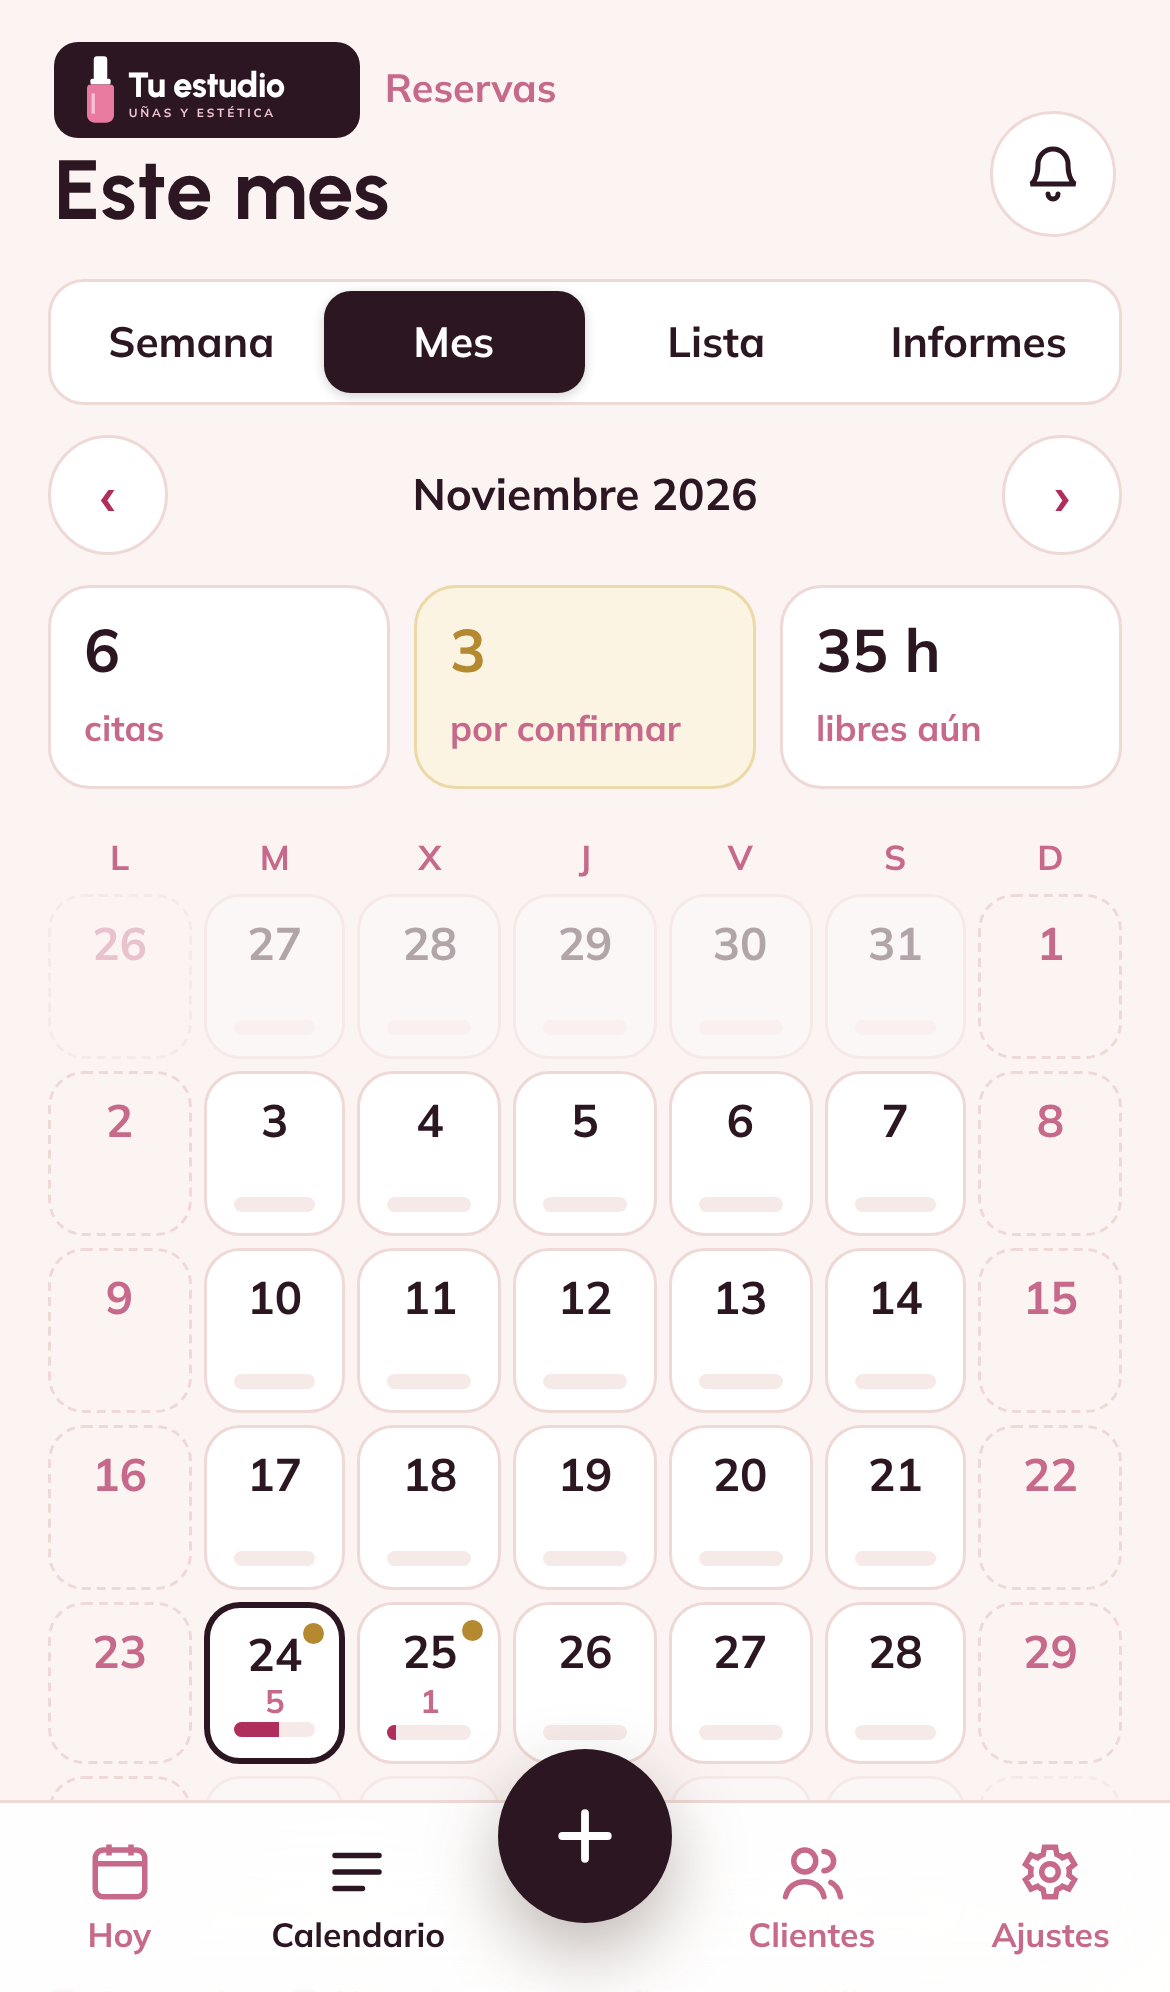 Tu estudio
UÑAS Y ESTÉTICA
Reservas
Este mes
Semana Mes Lista Informes
‹ Noviembre 2026 ›
6 3 35 h
citas por confirmar libres aún
L M X J V S D
26 27 28 29 30 31 1
2 3 4 5 6 7 8
9 10 11 12 13 14 15
16 17 18 19 20 21 22
23 24 25 26 27 28 29
5 1
Hoy Calendario Clientes Ajustes